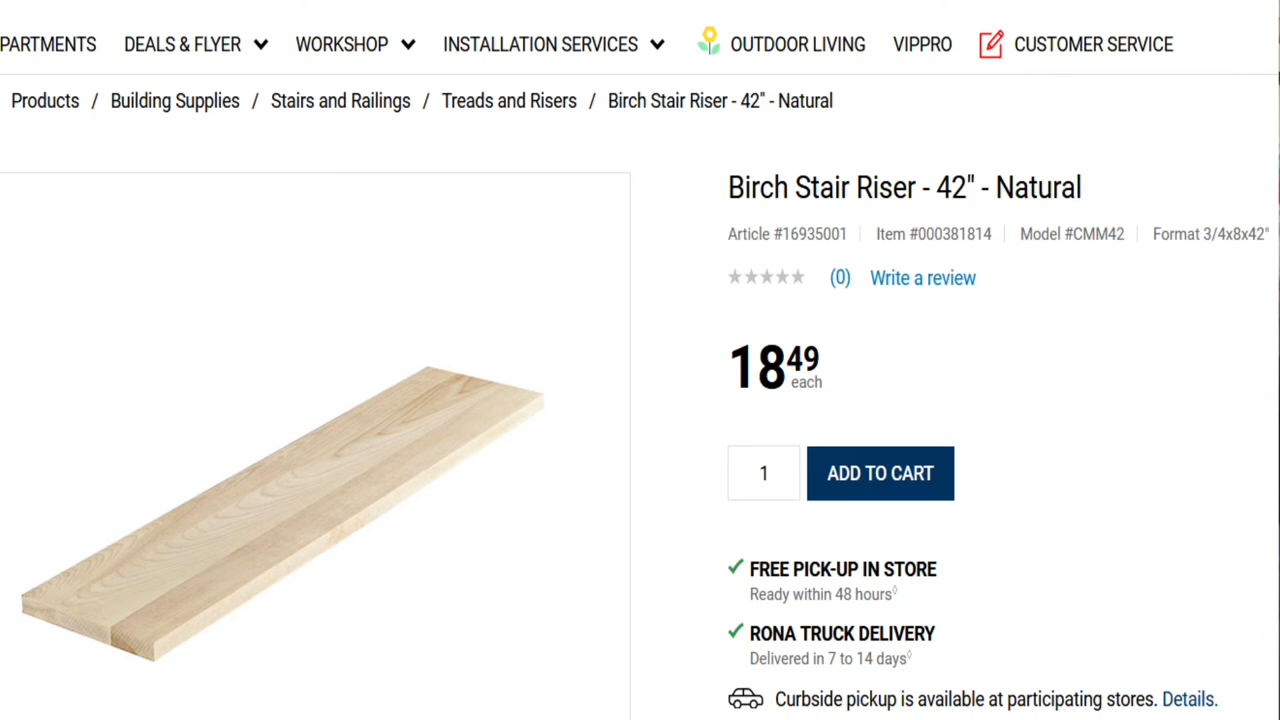 PARTMENTS DEALS & FLYER WORKSHOP INSTALLATION SERVICES OUTDOOR LIVING VIPPRO CUSTOMER SERVICE
Products / Building Supplies / Stairs and Railings / Treads and Risers / Birch Stair Riser - 42" - Natural
Birch Stair Riser - 42" - Natural
Article #16935001 Item #000381814 Model #CMM42 Format 3/4x8x42"
(0) Write a review
18 49
each
1 ADD TO CART
FREE PICK-UP IN STORE
Ready within 48 hours◊
RONA TRUCK DELIVERY
Delivered in 7 to 14 days◊
Curbside pickup is available at participating stores. Details.